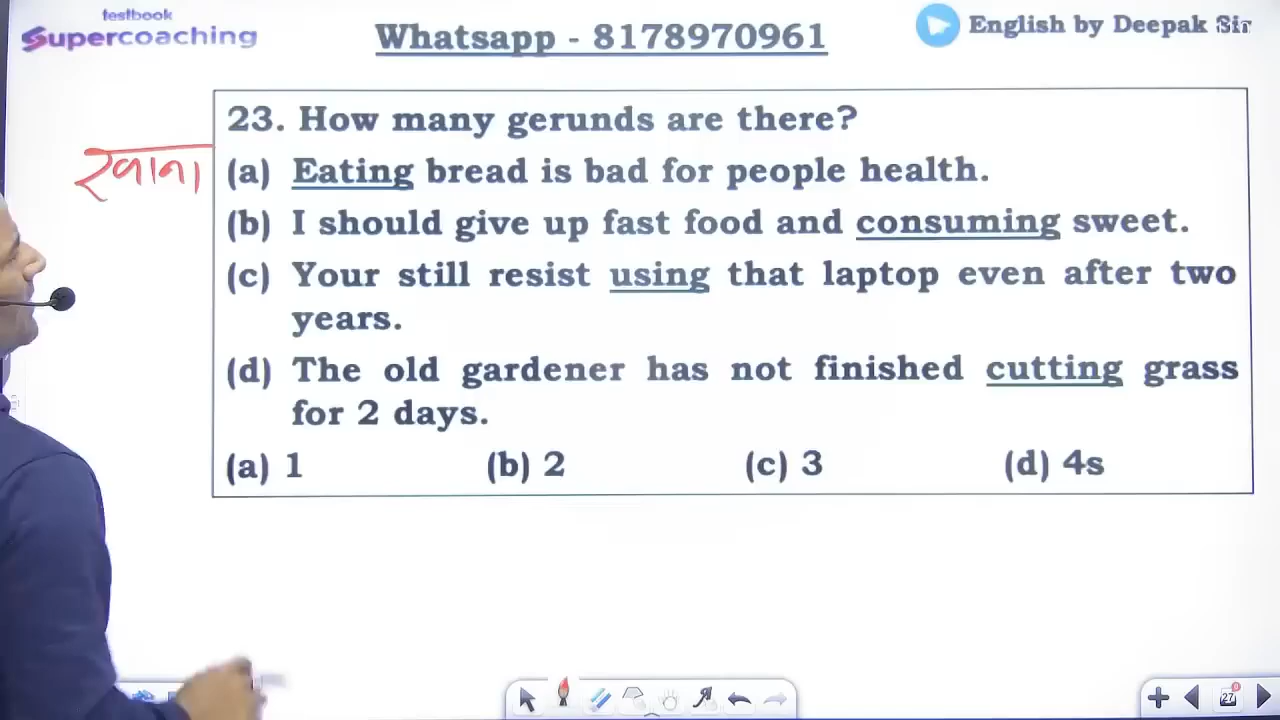 testbook
Supercoaching
Whatsapp - 8178970961
English by Deepak Sir
खाना
23. How many gerunds are there?
(a) Eating bread is bad for people health.
(b) I should give up fast food and consuming sweet.
(c) Your still resist using that laptop even after two
years.
(d) The old gardener has not finished cutting grass
for 2 days.
(a) 1 (b) 2 (c) 3 (d) 4s
27